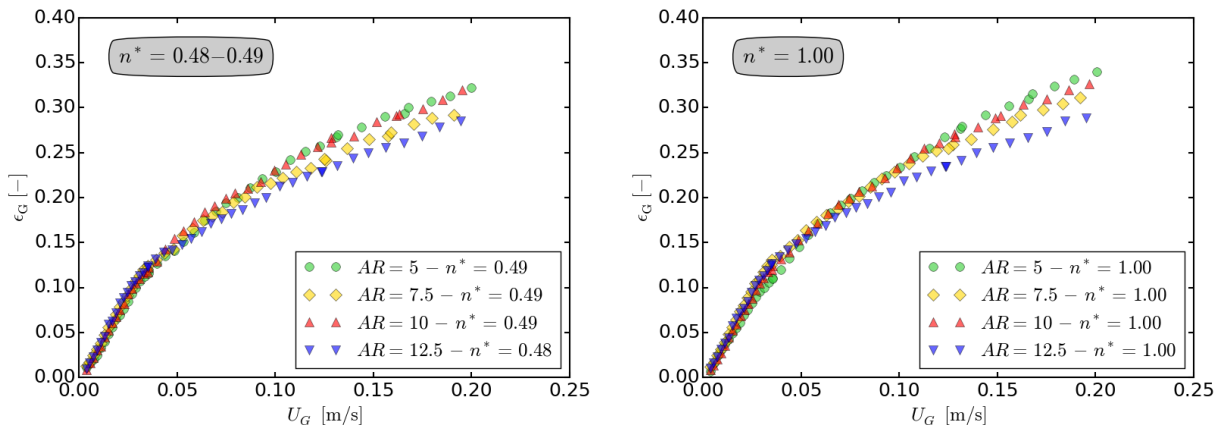 n* = 0.48−0.49
0.40
0.35
0.30
0.25
0.20
0.15
0.10
0.05
0.00
ϵG [−]
AR = 5 − n* = 0.49
AR = 7.5 − n* = 0.49
AR = 10 − n* = 0.49
AR = 12.5 − n* = 0.48
0.00 0.05 0.10 0.15 0.20 0.25
UG [m/s]
n* = 1.00
0.40
0.35
0.30
0.25
0.20
0.15
0.10
0.05
0.00
ϵG [−]
AR = 5 − n* = 1.00
AR = 7.5 − n* = 1.00
AR = 10 − n* = 1.00
AR = 12.5 − n* = 1.00
0.00 0.05 0.10 0.15 0.20 0.25
UG [m/s]